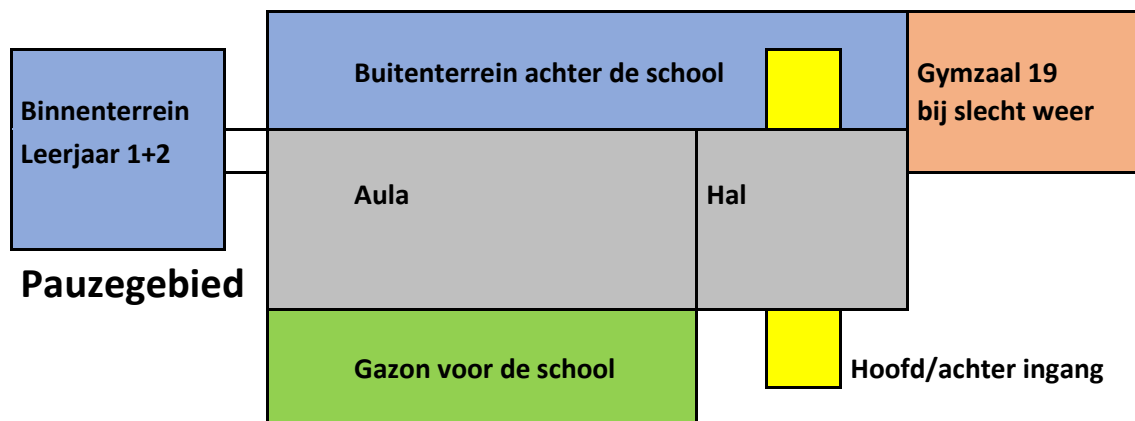 Buitenterrein achter de school
Gymzaal 19
bij slecht weer
Binnenterrein
Leerjaar 1+2
Aula
Hal
Pauzegebied
Gazon voor de school
Hoofd/achter ingang